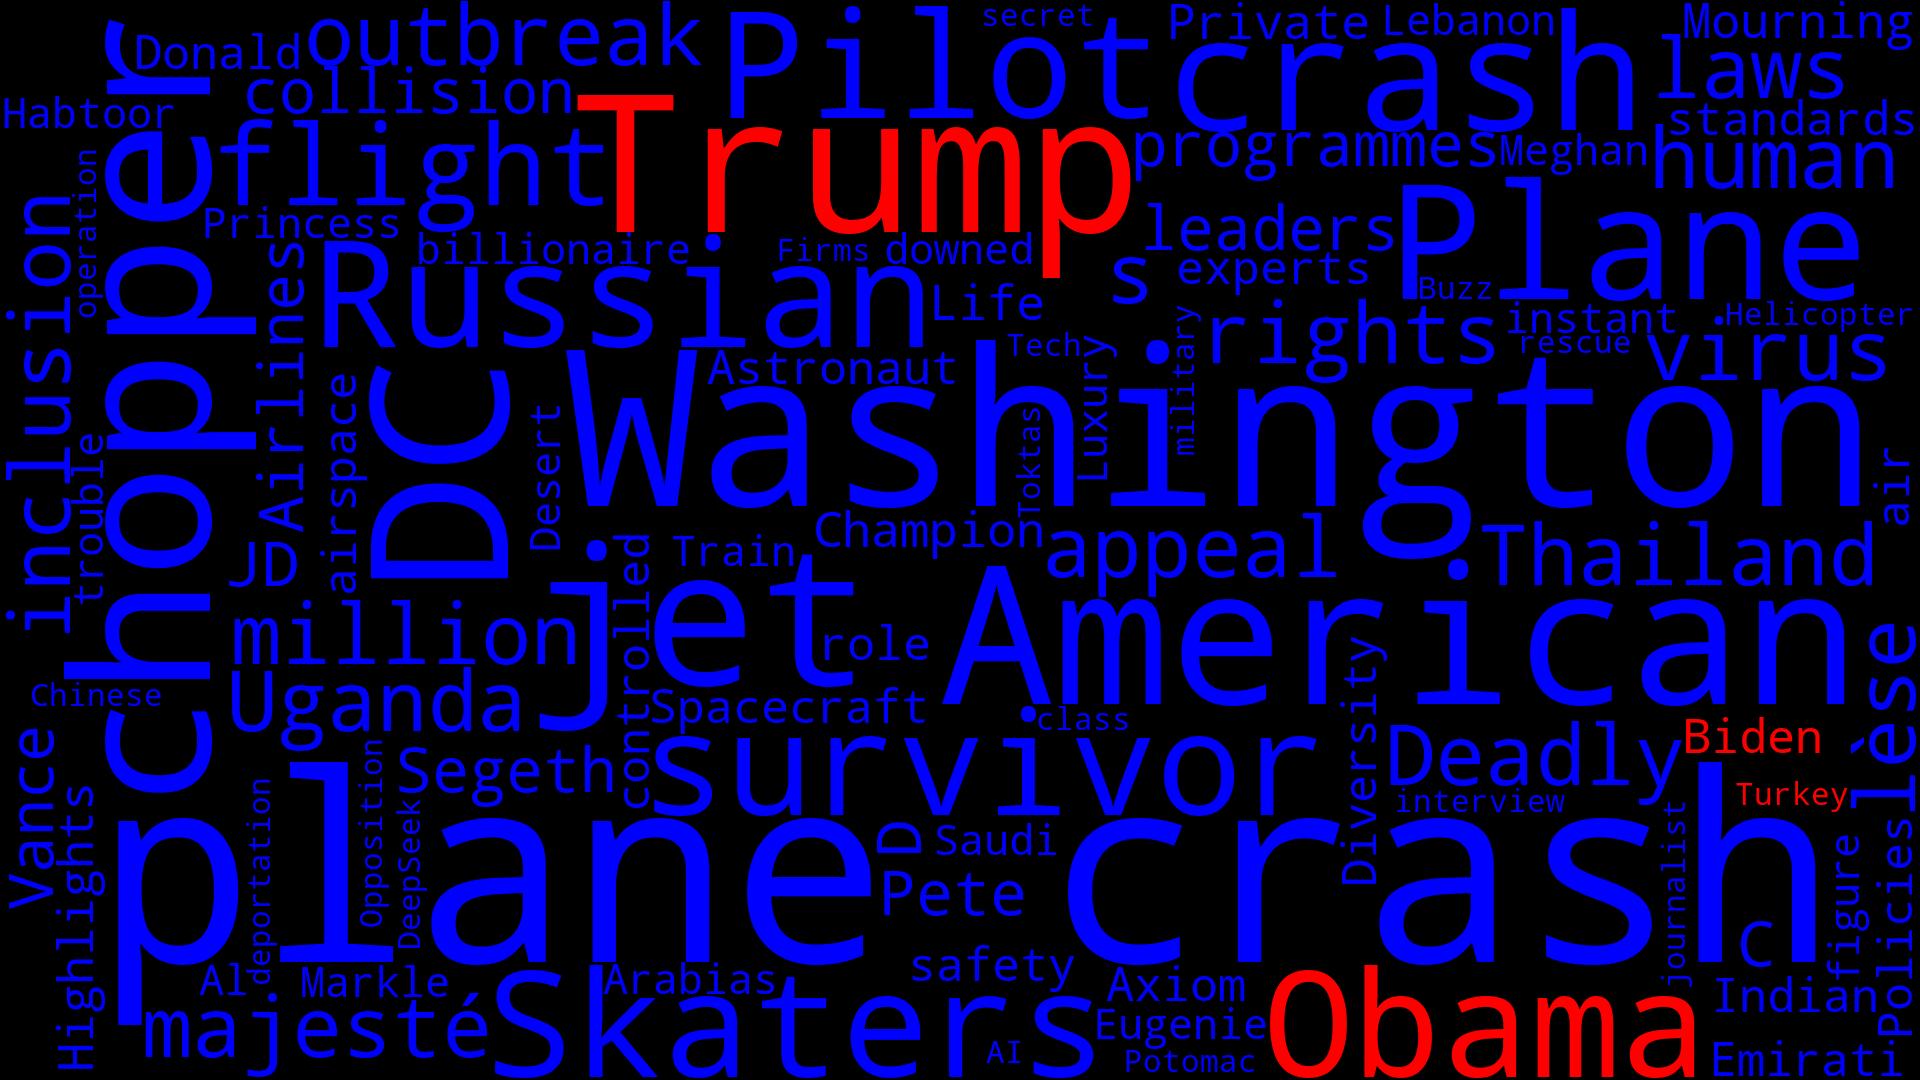 secret
Private
Lebanon
Mourning
Donald
outbreak
Pilot
crash
laws
collision
Habtoor
Trump
standards
flight
programmes
Meghan
human
operation
Princess
billionaire
Firms
downed
leaders
Plane
s
experts
Buzz
inclusion
chopper
Airlines
Russian
Life
rights
instant
Helicopter
Tech
rescue
virus
airspace
DC
Astronaut
Luxury
military
Washington
Desert
Toktas
trouble
air
JD
Train
Champion
appeal
Thailand
controlled
jet
American
million
role
Chinese
Uganda
Spacecraft
class
Diversity
Deadly
Biden
lèse
Vance
Segeth
survivor
interview
Turkey
Opposition
DeepSeek
deportation
Highlights
plane crash
D
Saudi
Pete
journalist
figure
Policies
C
Al
Markle
Arabias
safety
Axiom
Indian
majesté
Skaters
Eugenie
Obama
AI
Potomac
Emirati